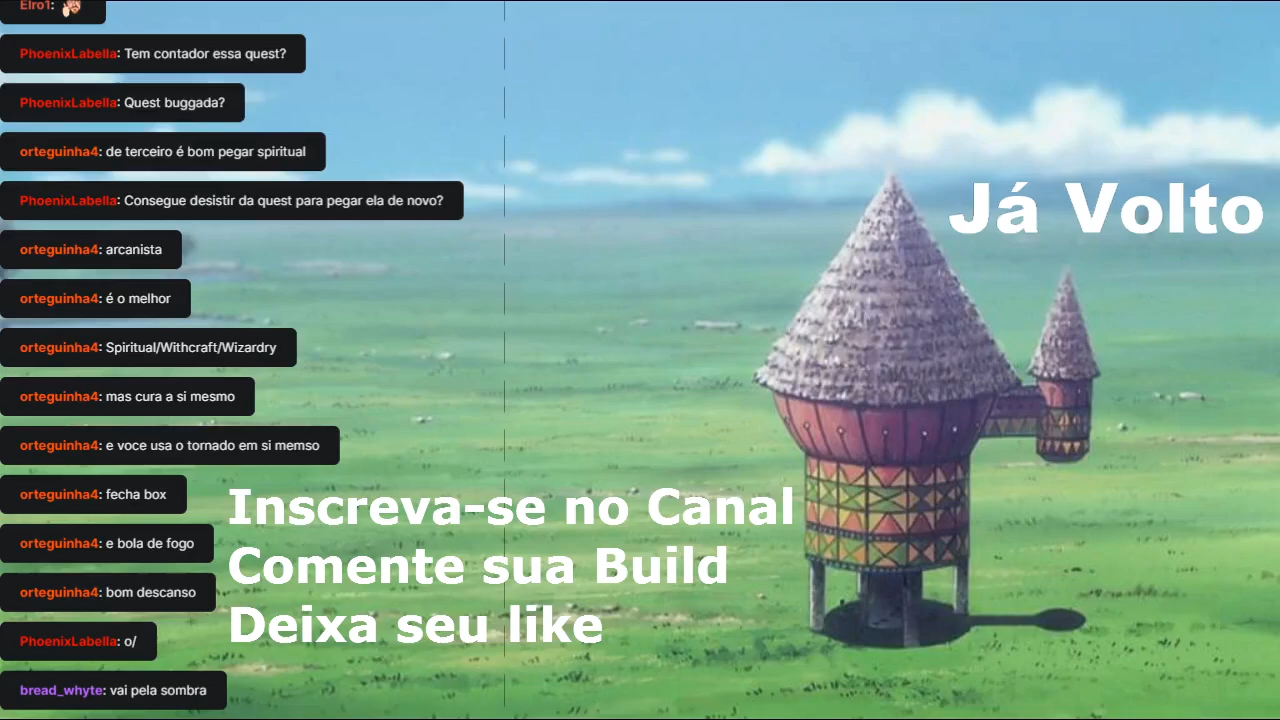 Elro1:
PhoenixLabella: Tem contador essa quest?
PhoenixLabella: Quest buggada?
orteguinha4: de terceiro é bom pegar spiritual
PhoenixLabella: Consegue desistir da quest para pegar ela de novo?
orteguinha4: arcanista
orteguinha4: é o melhor
orteguinha4: Spiritual/Withcraft/Wizardry
orteguinha4: mas cura a si mesmo
orteguinha4: e voce usa o tornado em si memso
orteguinha4: fecha box
orteguinha4: e bola de fogo
orteguinha4: bom descanso
PhoenixLabella: o/
bread_whyte: vai pela sombra
Já Volto
Inscreva-se no Canal
Comente sua Build
Deixa seu like